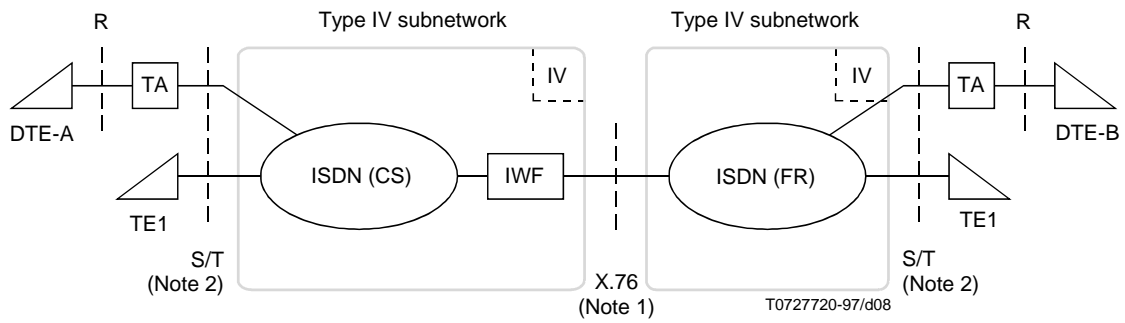 R
Type IV subnetwork
Type IV subnetwork
R
TA
IV
IV
TA
DTE-A
DTE-B
ISDN (CS)
IWF
ISDN (FR)
TE1
TE1
S/T
(Note 2)
X.76
(Note 1)
S/T
(Note 2)
T0727720-97/d08